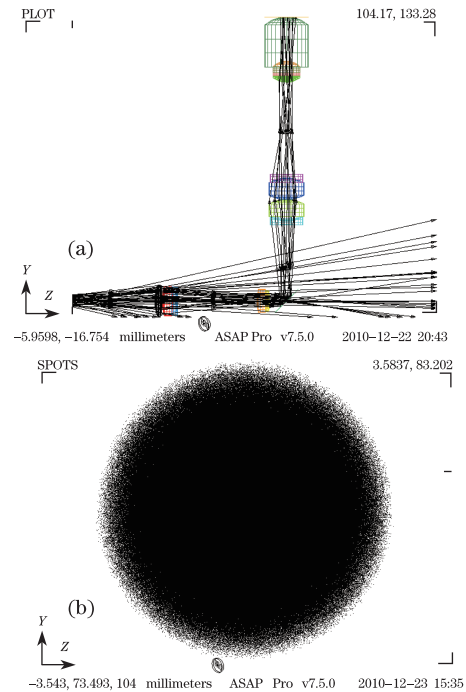 PLOT 104.17, 133.28
(a)
Y
Z
−5.9598, −16.754 millimeters ASAP Pro v7.5.0 2010−12−22 20:43
SPOTS 3.5837, 83.202
(b)
Y
Z
−3.543, 73.493, 104 millimeters ASAP Pro v7.5.0 2010−12−23 15:35